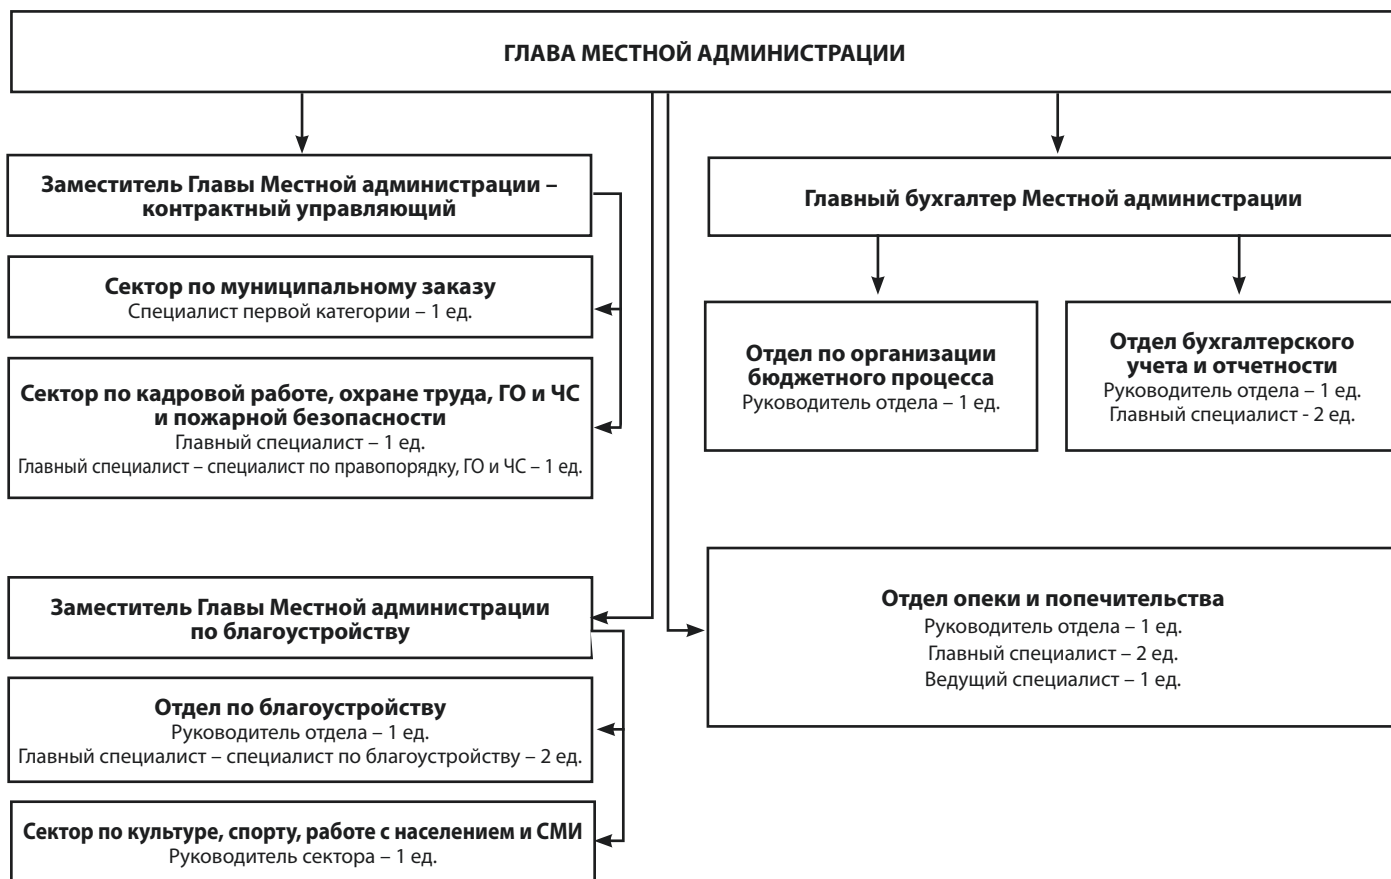 ГЛАВА МЕСТНОЙ АДМИНИСТРАЦИИ
Заместитель Главы Местной администрации –
контрактный управляющий
Сектор по муниципальному заказу
Специалист первой категории – 1 ед.
Сектор по кадровой работе, охране труда, ГО и ЧС
и пожарной безопасности
Главный специалист – 1 ед.
Главный специалист – специалист по правопорядку, ГО и ЧС – 1 ед.
Заместитель Главы Местной администрации
по благоустройству
Отдел по благоустройству
Руководитель отдела – 1 ед.
Главный специалист – специалист по благоустройству – 2 ед.
Сектор по культуре, спорту, работе с населением и СМИ
Руководитель сектора – 1 ед.
Главный бухгалтер Местной администрации
Отдел по организации
бюджетного процесса
Руководитель отдела – 1 ед.
Отдел бухгалтерского
учета и отчетности
Руководитель отдела – 1 ед.
Главный специалист - 2 ед.
Отдел опеки и попечительства
Руководитель отдела – 1 ед.
Главный специалист – 2 ед.
Ведущий специалист – 1 ед.